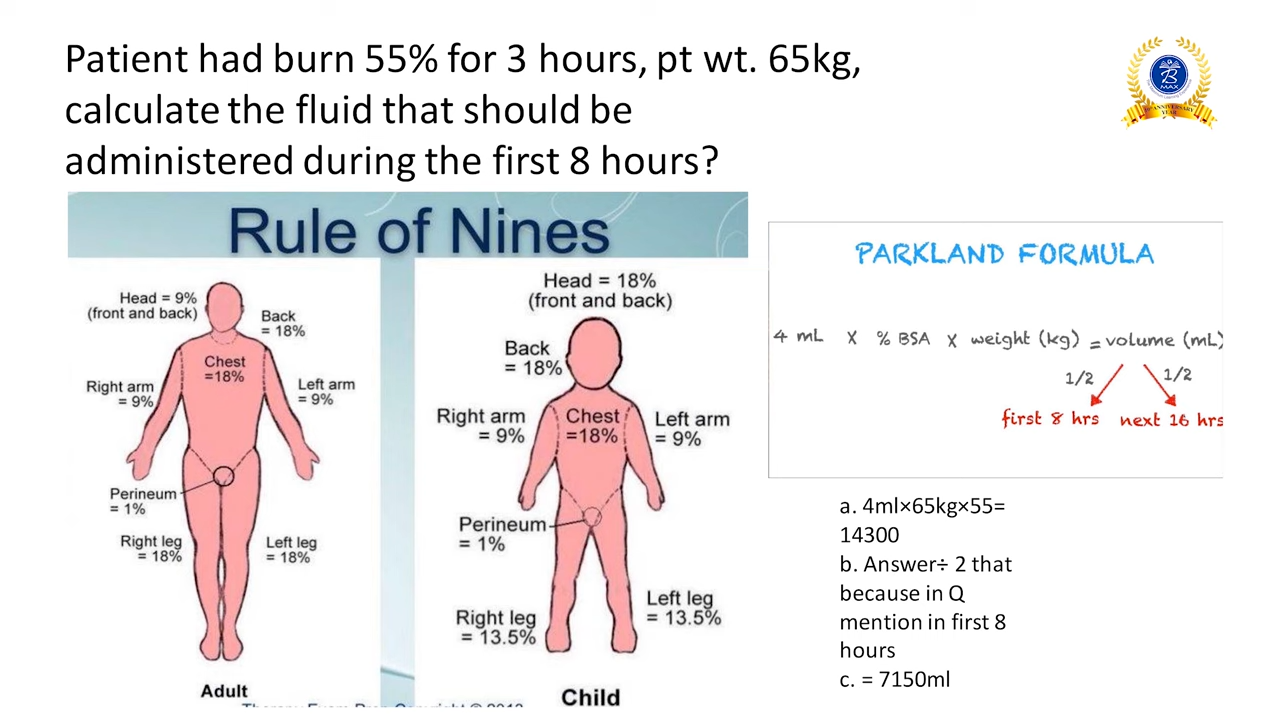 Patient had burn 55% for 3 hours, pt wt. 65kg,
calculate the fluid that should be
administered during the first 8 hours?
B
MAX
ANNIVERSARY
YEAR
Rule of Nines
Head = 9%
(front and back)
Back
= 18%
Chest
=18%
Right arm
= 9%
Left arm
= 9%
Perineum
= 1%
Right leg
= 18%
Left leg
= 18%
Adult
Head = 18%
(front and back)
Back
= 18%
Right arm
= 9%
Chest
=18%
Left arm
= 9%
Perineum
= 1%
Right leg
= 13.5%
Left leg
= 13.5%
Child
PARKLAND FORMULA
4 mL x % BSA x weight (kg) = volume (mL)
1/2 1/2
first 8 hrs next 16 hrs
a. 4ml×65kg×55=
14300
b. Answer÷ 2 that
because in Q
mention in first 8
hours
c. = 7150ml